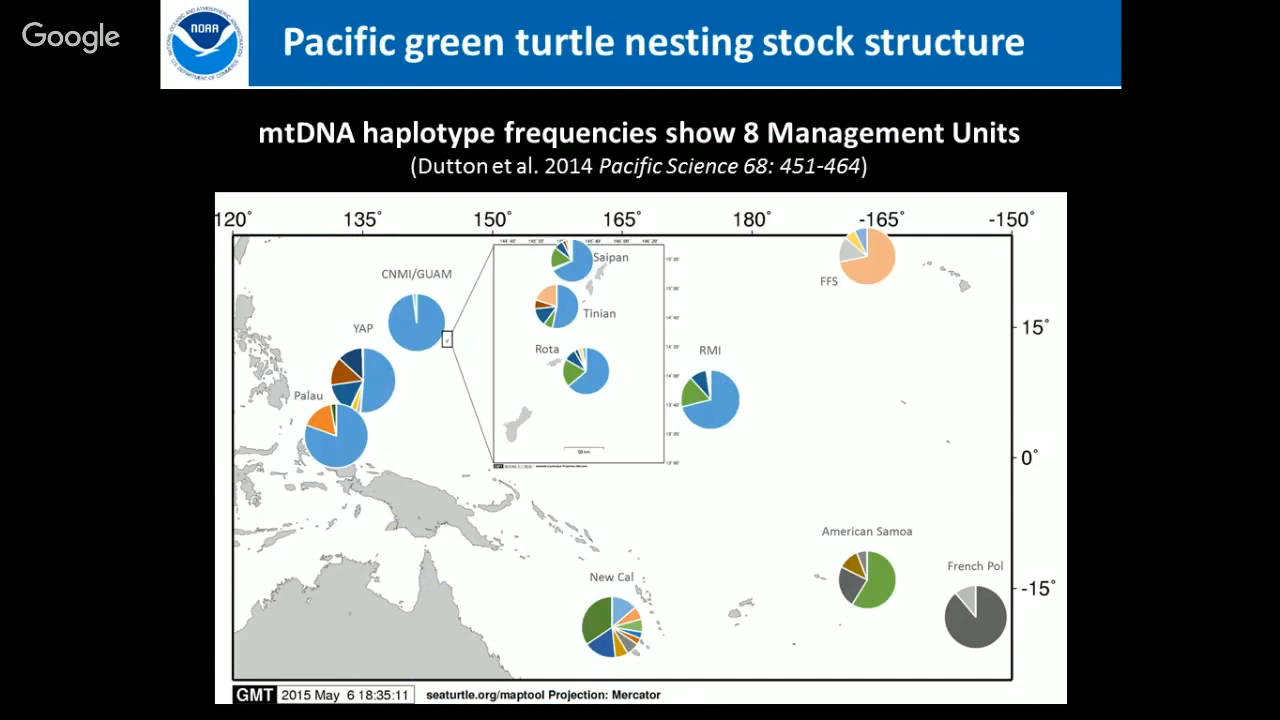 Google
NOAA
Pacific green turtle nesting stock structure
mtDNA haplotype frequencies show 8 Management Units
(Dutton et al. 2014 Pacific Science 68: 451-464)
120° 135° 150° 165° 180° -165° -150°
CNMI/GUAM
YAP
Palau
Saipan
Tinian
Rota
50 km
RMI
FFS
15°
0°
-15°
American Samoa
French Pol
New Cal
GMT 2015 May 6 18:35:11 seaturtle.org/maptool Projection: Mercator